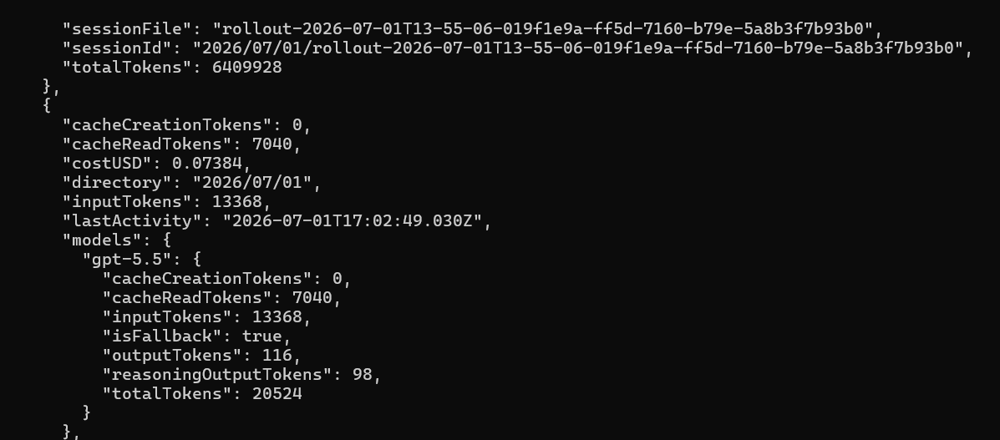 "sessionFile": "rollout-2026-07-01T13-55-06-019f1e9a-ff5d-7160-b79e-5a8b3f7b93b0",
"sessionId": "2026/07/01/rollout-2026-07-01T13-55-06-019f1e9a-ff5d-7160-b79e-5a8b3f7b93b0",
"totalTokens": 6409928
},
{
"cacheCreationTokens": 0,
"cacheReadTokens": 7040,
"costUSD": 0.07384,
"directory": "2026/07/01",
"inputTokens": 13368,
"lastActivity": "2026-07-01T17:02:49.030Z",
"models": {
"gpt-5.5": {
"cacheCreationTokens": 0,
"cacheReadTokens": 7040,
"inputTokens": 13368,
"isFallback": true,
"outputTokens": 116,
"reasoningOutputTokens": 98,
"totalTokens": 20524
}
},